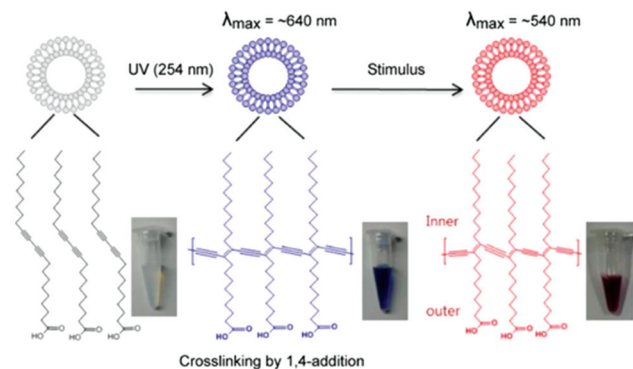 λmax = ~640 nm
λmax = ~540 nm
UV (254 nm)
Stimulus
Inner
outer
HO O
HO O
HO O
HO O
HO O
HO O
HO O
HO O
HO O
Crosslinking by 1,4-addition